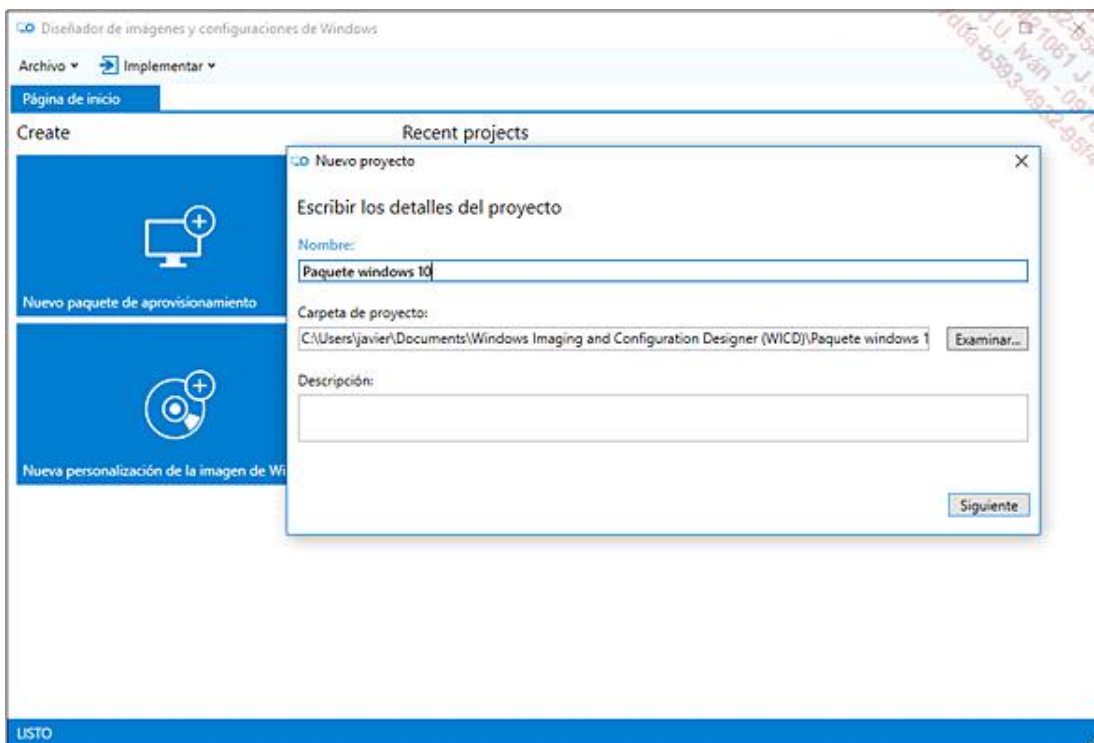 Diseñador de imágenes y configuraciones de Windows
Archivo
Implementar
Página de inicio
Create
Recent projects
Nuevo paquete de aprovisionamiento
Nueva personalización de la imagen de Wi
Nuevo proyecto
Escribir los detalles del proyecto
Nombre:
Paquete windows 10
Carpeta de proyecto:
C:\Users\javier\Documents\Windows Imaging and Configuration Designer (WICD)\Paquete windows 1
Examinar...
Descripción:
Siguiente
LISTO
J.U. Iván